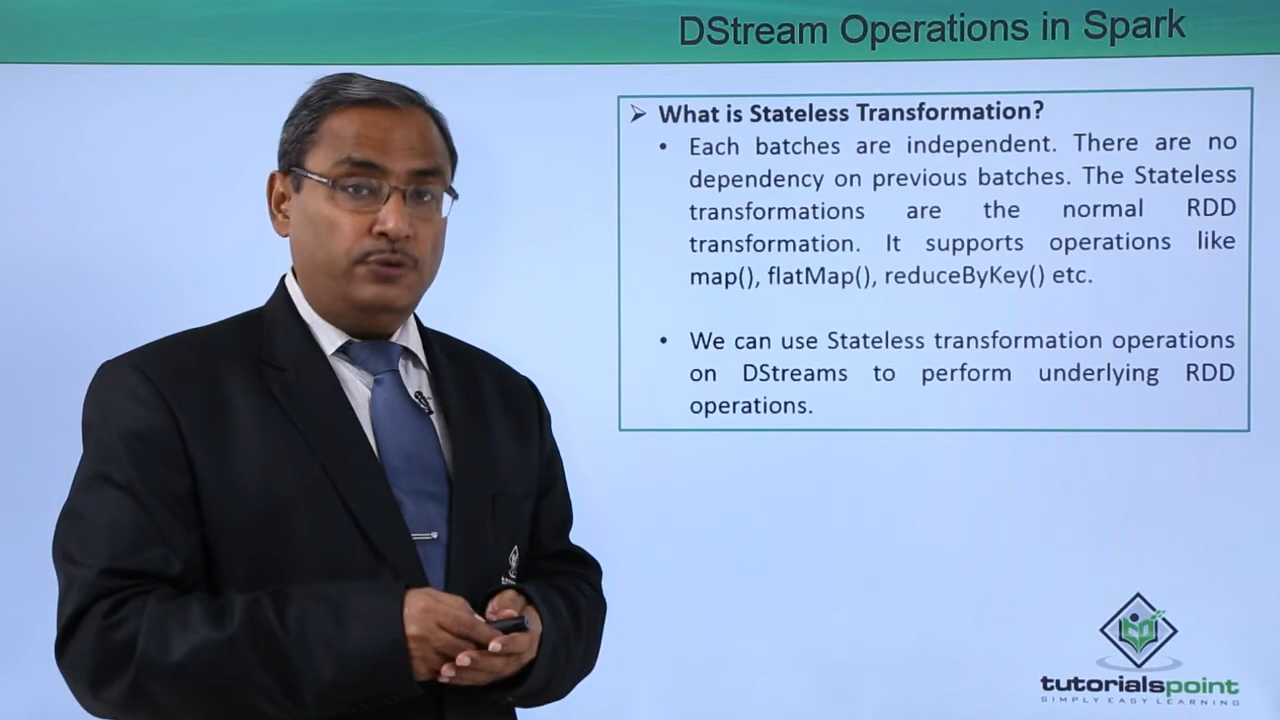 DStream Operations in Spark
➢ What is Stateless Transformation?
• Each batches are independent. There are no
dependency on previous batches. The Stateless
transformations are the normal RDD
transformation. It supports operations like
map(), flatMap(), reduceByKey() etc.
• We can use Stateless transformation operations
on DStreams to perform underlying RDD
operations.
tutorialspoint
SIMPLY EASY LEARNING